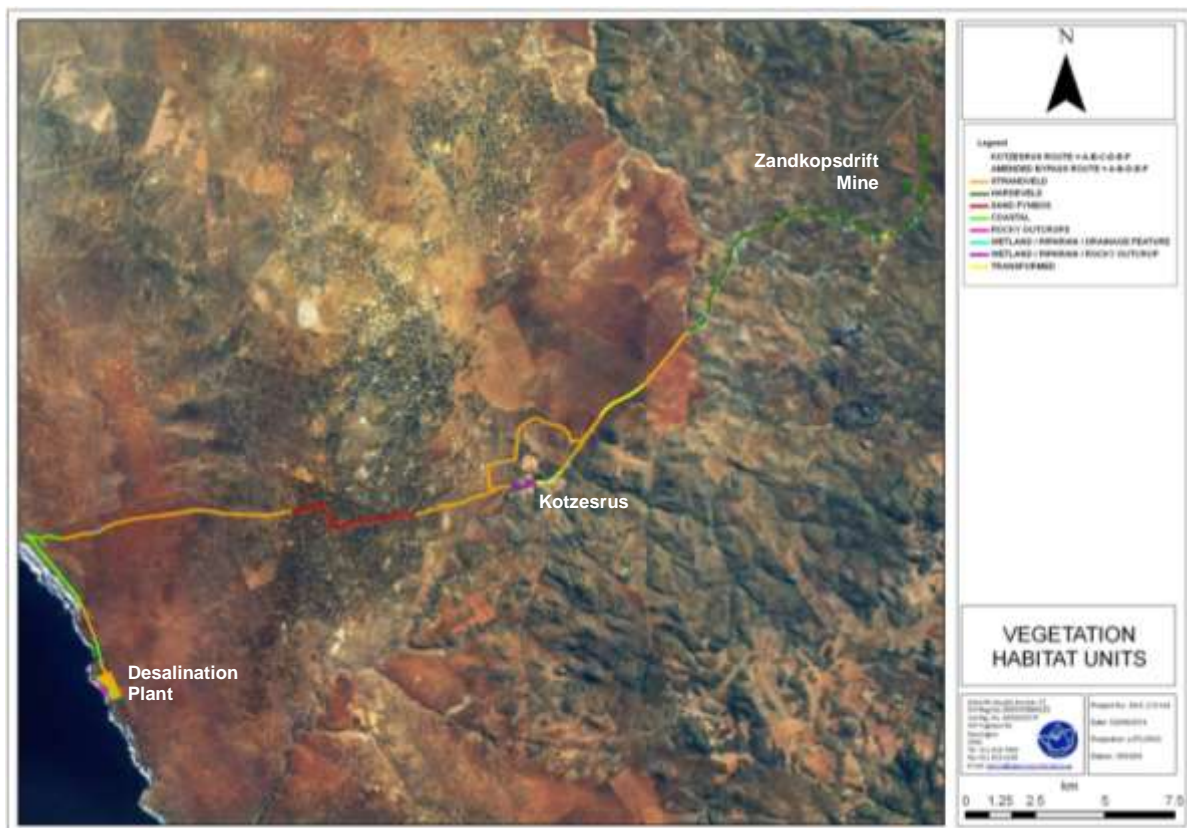 Zandkopsdrift
Mine
Kotzesrus
Desalination
Plant
N
Legend
KOTZESRUS ROUTE = A-B-C-D-E-F
AMENDED BYPASS ROUTE = A-B-D-E-F
STRANDVELD
HARDEVELD
SAND FYNBOS
COASTAL
ROCKY OUTCROPS
WETLAND / RIPARIAN / DRAINAGE FEATURE
WETLAND / RIPARIAN / ROCKY OUTCROP
TRANSFORMED
VEGETATION
HABITAT UNITS
km
0 1.25 2.5 5 7.5